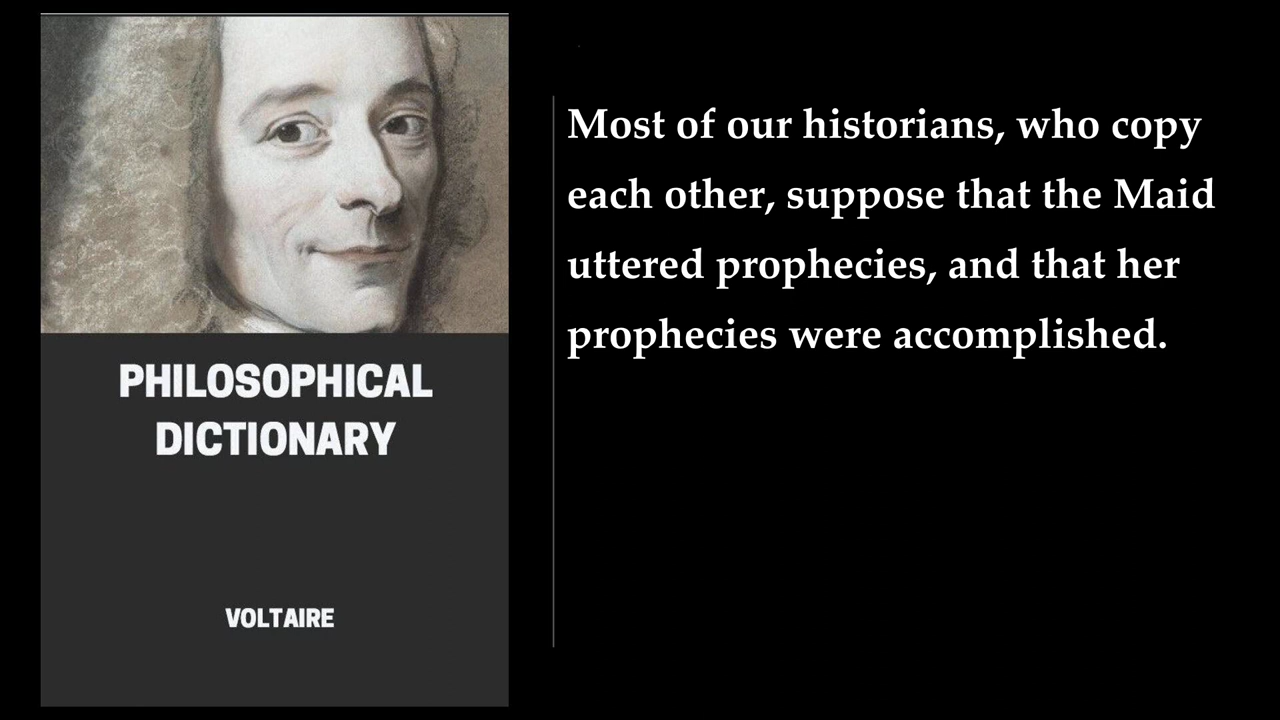 PHILOSOPHICAL
DICTIONARY
VOLTAIRE
Most of our historians, who copy
each other, suppose that the Maid
uttered prophecies, and that her
prophecies were accomplished.